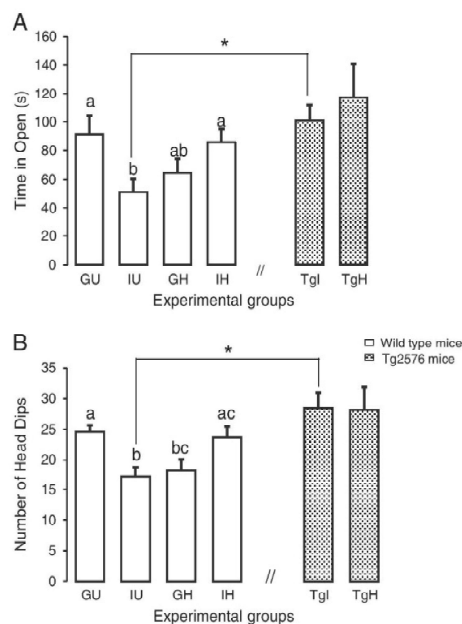 A
160
140
120
100
80
60
40
20
0
Time in Open (s)
a
b
ab
a
*
GU IU GH IH // TgI TgH
Experimental groups
B
Wild type mice
Tg2576 mice
35
30
25
20
15
10
5
0
Number of Head Dips
a
b
bc
ac
*
GU IU GH IH // TgI TgH
Experimental groups